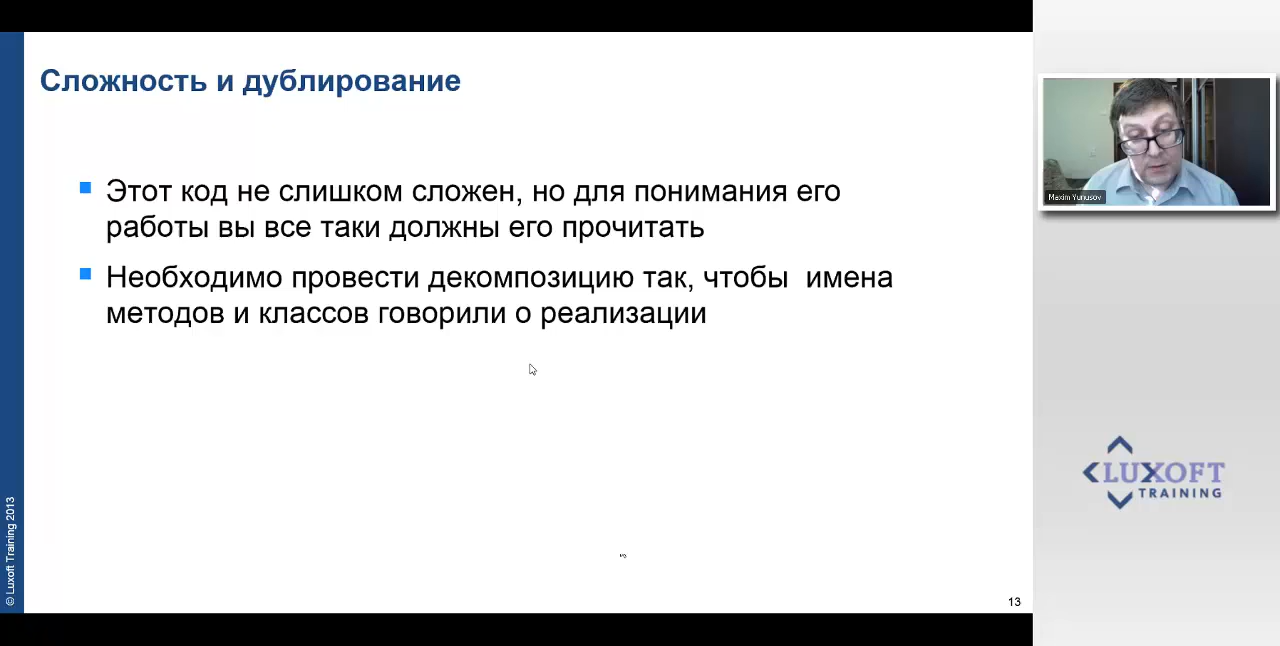 Сложность и дублирование
Этот код не слишком сложен, но для понимания его
работы вы все таки должны его прочитать
Необходимо провести декомпозицию так, чтобы  имена
методов и классов говорили о реализации
© Luxoft Training 2013
13
Maxim Yunusov
LUXOFT
TRAINING